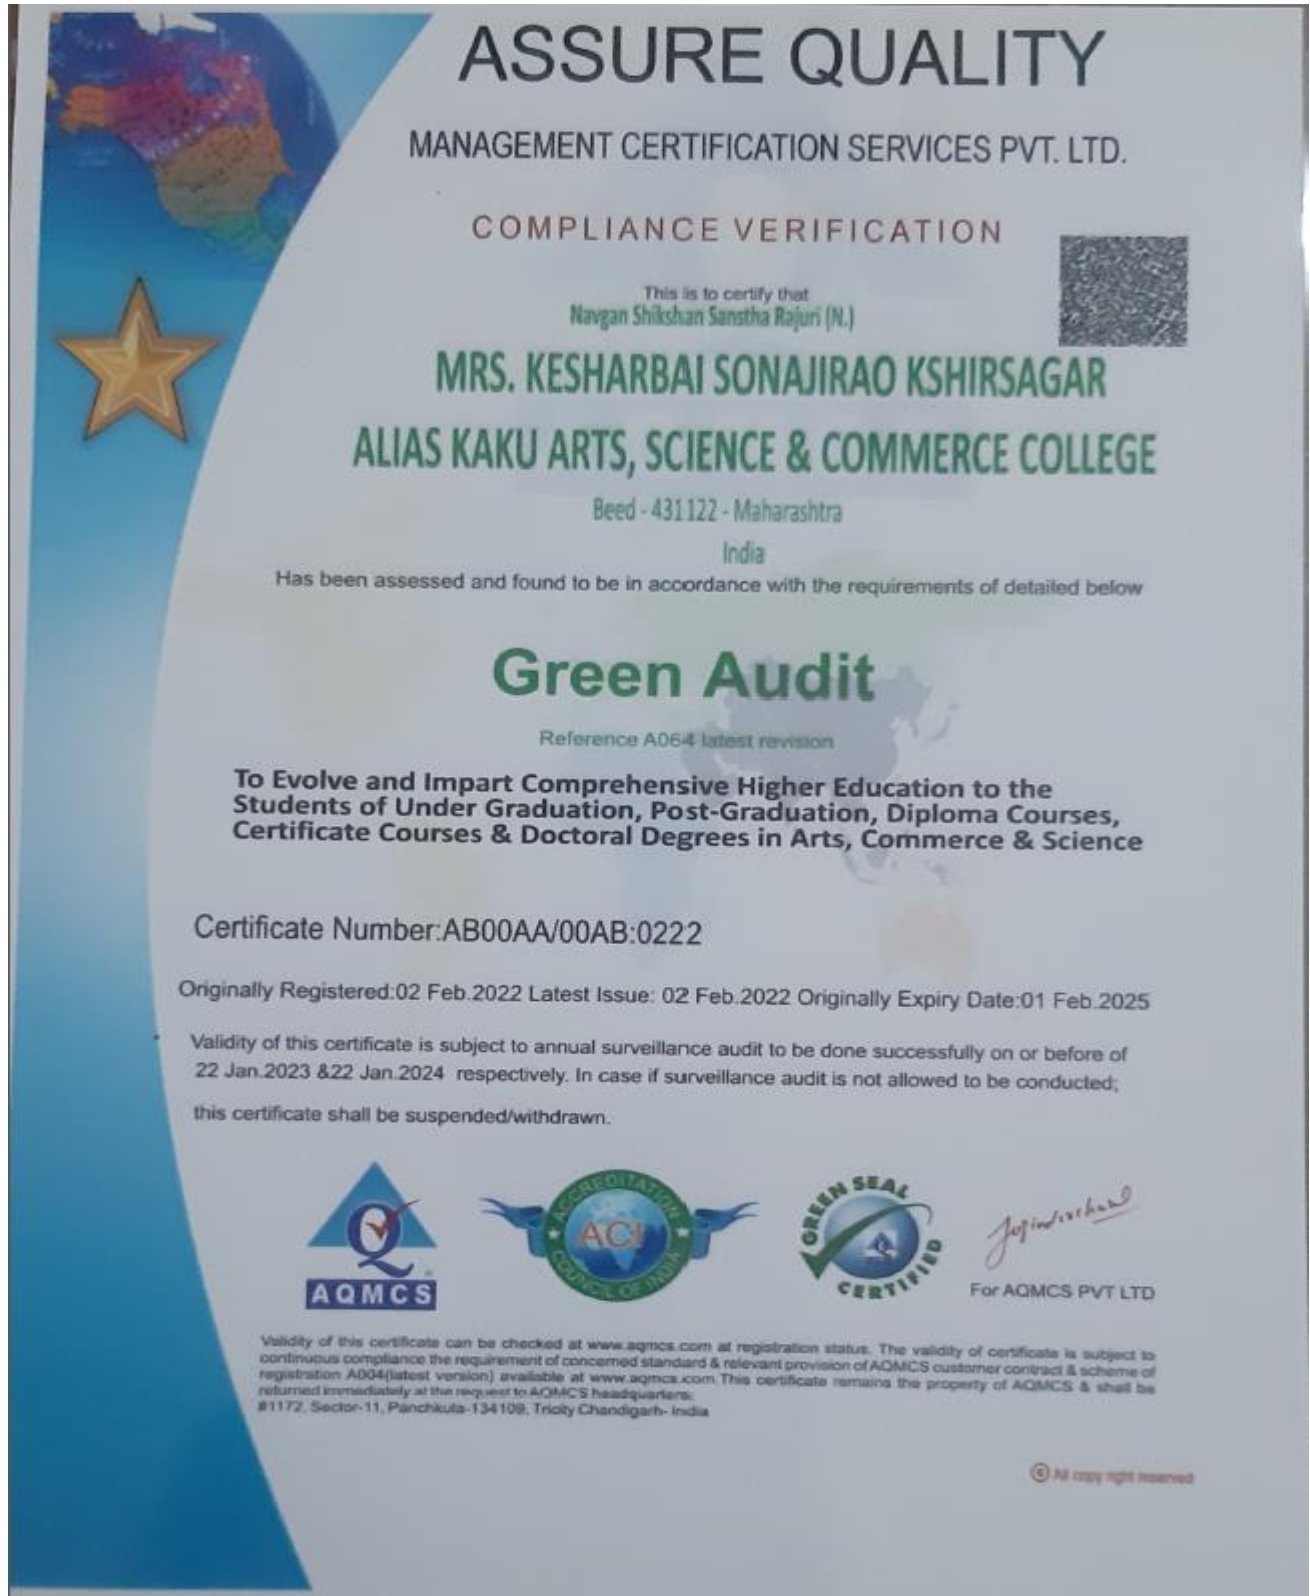 ASSURE QUALITY
MANAGEMENT CERTIFICATION SERVICES PVT. LTD.
COMPLIANCE VERIFICATION
This is to certify that
Navgan Shikshan Sanstha Rajuri (N.)
MRS. KESHARBAI SONAJIRAO KSHIRSAGAR
ALIAS KAKU ARTS, SCIENCE & COMMERCE COLLEGE
Beed - 431122 - Maharashtra
India
Has been assessed and found to be in accordance with the requirements of detailed below
Green Audit
Reference A064 latest revision
To Evolve and Impart Comprehensive Higher Education to the
Students of Under Graduation, Post-Graduation, Diploma Courses,
Certificate Courses & Doctoral Degrees in Arts, Commerce & Science
Certificate Number:AB00AA/00AB:0222
Originally Registered:02 Feb.2022 Latest Issue: 02 Feb.2022 Originally Expiry Date:01 Feb.2025
Validity of this certificate is subject to annual surveillance audit to be done successfully on or before of
22 Jan.2023 &22 Jan.2024 respectively. In case if surveillance audit is not allowed to be conducted;
this certificate shall be suspended/withdrawn.
AQMCS
ACCREDITATION
ACI
COUNCIL OF INDIA
GREEN SEAL
CERTIFIED
For AQMCS PVT LTD
Validity of this certificate can be checked at www.aqmcs.com at registration status. The validity of certificate is subject to
continuous compliance the requirement of concerned standard & relevant provision of AQMCS customer contract & scheme of
registration A004(latest version) available at www.aqmcs.com. This certificate remains the property of AQMCS & shall be
returned immediately at the request to AQMCS headquarters.
#1172, Sector-11, Panchkula-134109, Tricity Chandigarh- India
© All copy right reserved